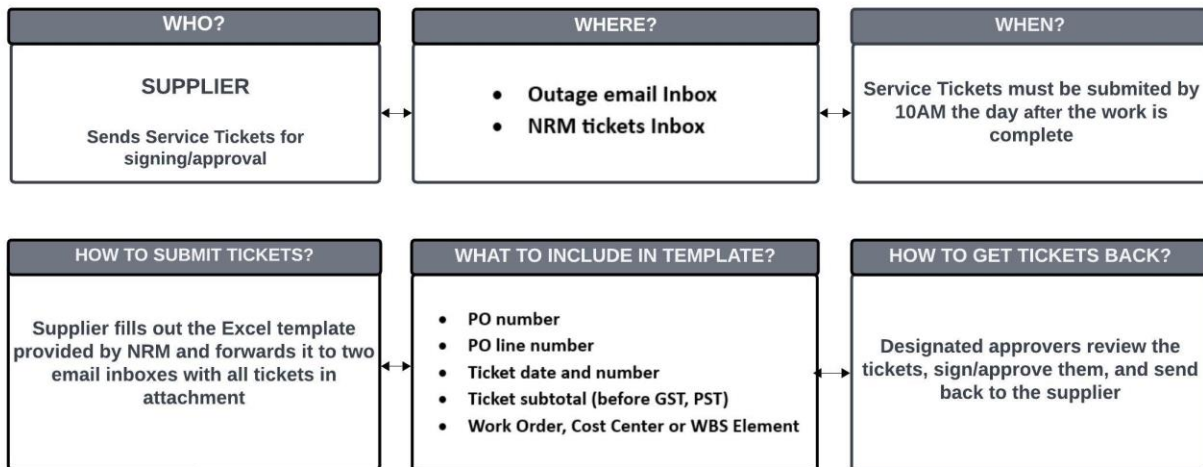 WHO?
SUPPLIER
Sends Service Tickets for
signing/approval
WHERE?
• Outage email Inbox
• NRM tickets Inbox
WHEN?
Service Tickets must be submited by
10AM the day after the work is
complete
HOW TO SUBMIT TICKETS?
Supplier fills out the Excel template
provided by NRM and forwards it to two
email inboxes with all tickets in
attachment
WHAT TO INCLUDE IN TEMPLATE?
• PO number
• PO line number
• Ticket date and number
• Ticket subtotal (before GST, PST)
• Work Order, Cost Center or WBS Element
HOW TO GET TICKETS BACK?
Designated approvers review the
tickets, sign/approve them, and send
back to the supplier